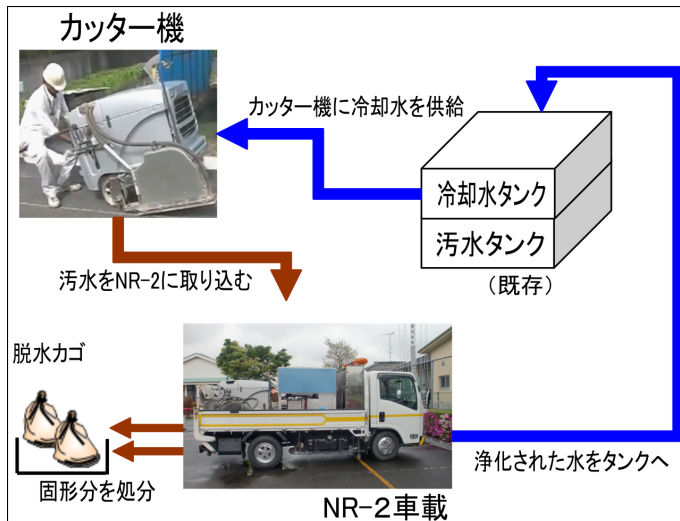 カッター機
カッター機に冷却水を供給
冷却水タンク
汚水タンク
（既存）
汚水をNR-2に取り込む
脱水カゴ
固形分を処分
浄化された水をタンクへ
NR-２車載